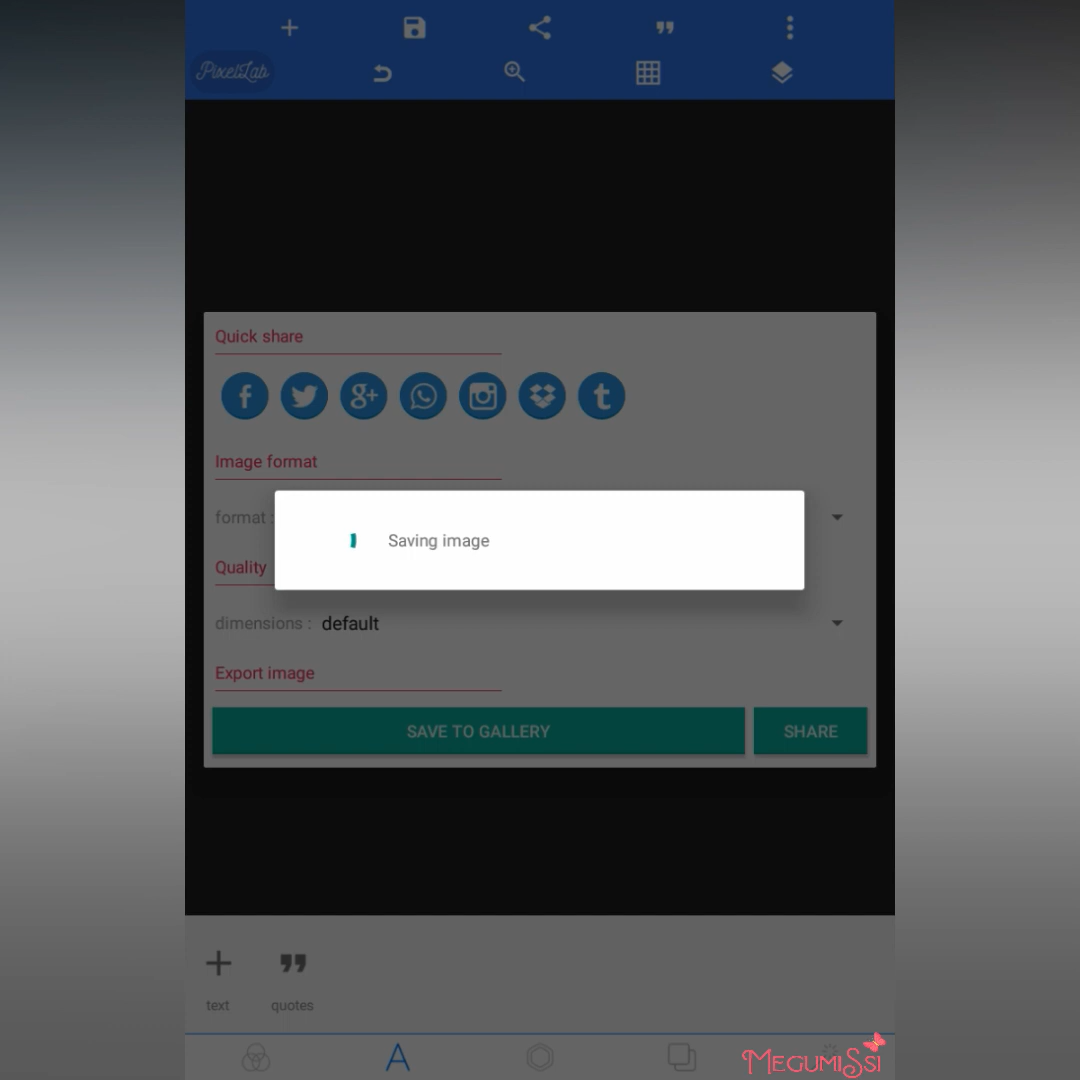 PixelLab
Quick share
Image format
format :
Saving image
Quality
dimensions : default
Export image
SAVE TO GALLERY SHARE
text quotes
MegumiSsi